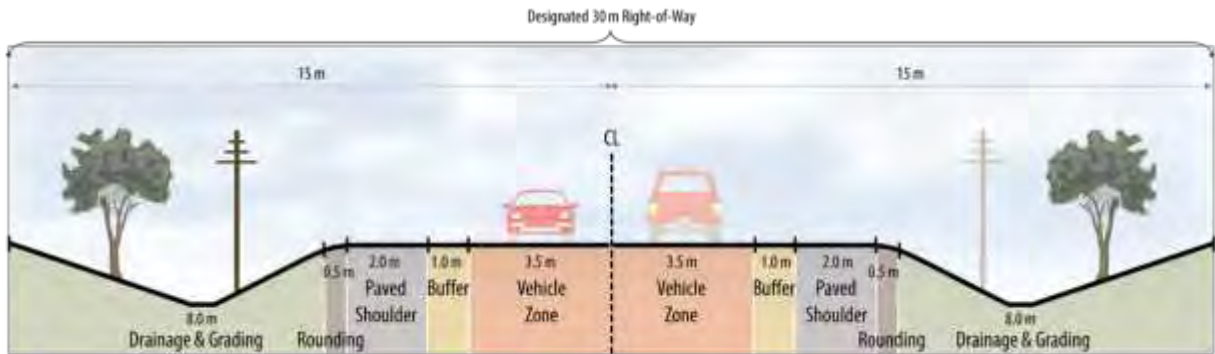 Designated 30 m Right-of-Way
15 m
15 m
CL
0.5 m
2.0 m
1.0 m
3.5 m
3.5 m
1.0 m
2.0 m
0.5 m
Paved
Buffer
Vehicle
Vehicle
Buffer
Paved
8.0 m
Shoulder
Zone
Zone
Shoulder
8.0 m
Drainage & Grading
Rounding
Rounding
Drainage & Grading